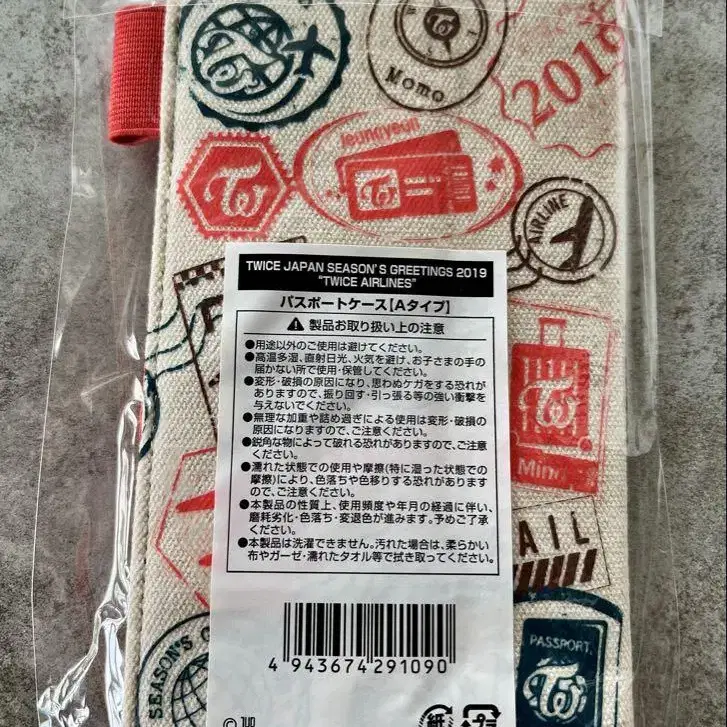 Momo
2019
Jeongyeon
AIRLINE
TWICE JAPAN SEASON'S GREETINGS 2019
"TWICE AIRLINES"
パスポートケース[Aタイプ]
製品お取り扱い上の注意
●用途以外のご使用は避けてください。
●高温多湿、直射日光、火気を避け、お子さまの手の
届かない所で使用・保管してください。
●変形・破損の原因になり、思わぬケガをする恐れが
ありますので、振り回す・引っ張る等の強い衝撃を
与えないでください。
●無理な加重や詰め過ぎによる使用は変形・破損の
原因になりますので、ご注意ください。
●鋭角な物によって破れる恐れがありますので、ご注意
ください。
●濡れた状態での使用や摩擦(特に湿った状態での
摩擦)により、色落ちや色移りする恐れがあります
ので、ご注意ください。
●本製品の性質上、使用頻度や年月の経過に伴い、
磨耗劣化・色落ち・変退色が進みます。予めご了承
ください。
●本製品は洗濯できません。汚れた場合は、柔らかい
布やガーゼ・濡れたタオル等で拭き取ってください。
Mina
AIL
PASSPORT
SEASON'S G
4 943674 291090
© JYP
紙
プラ